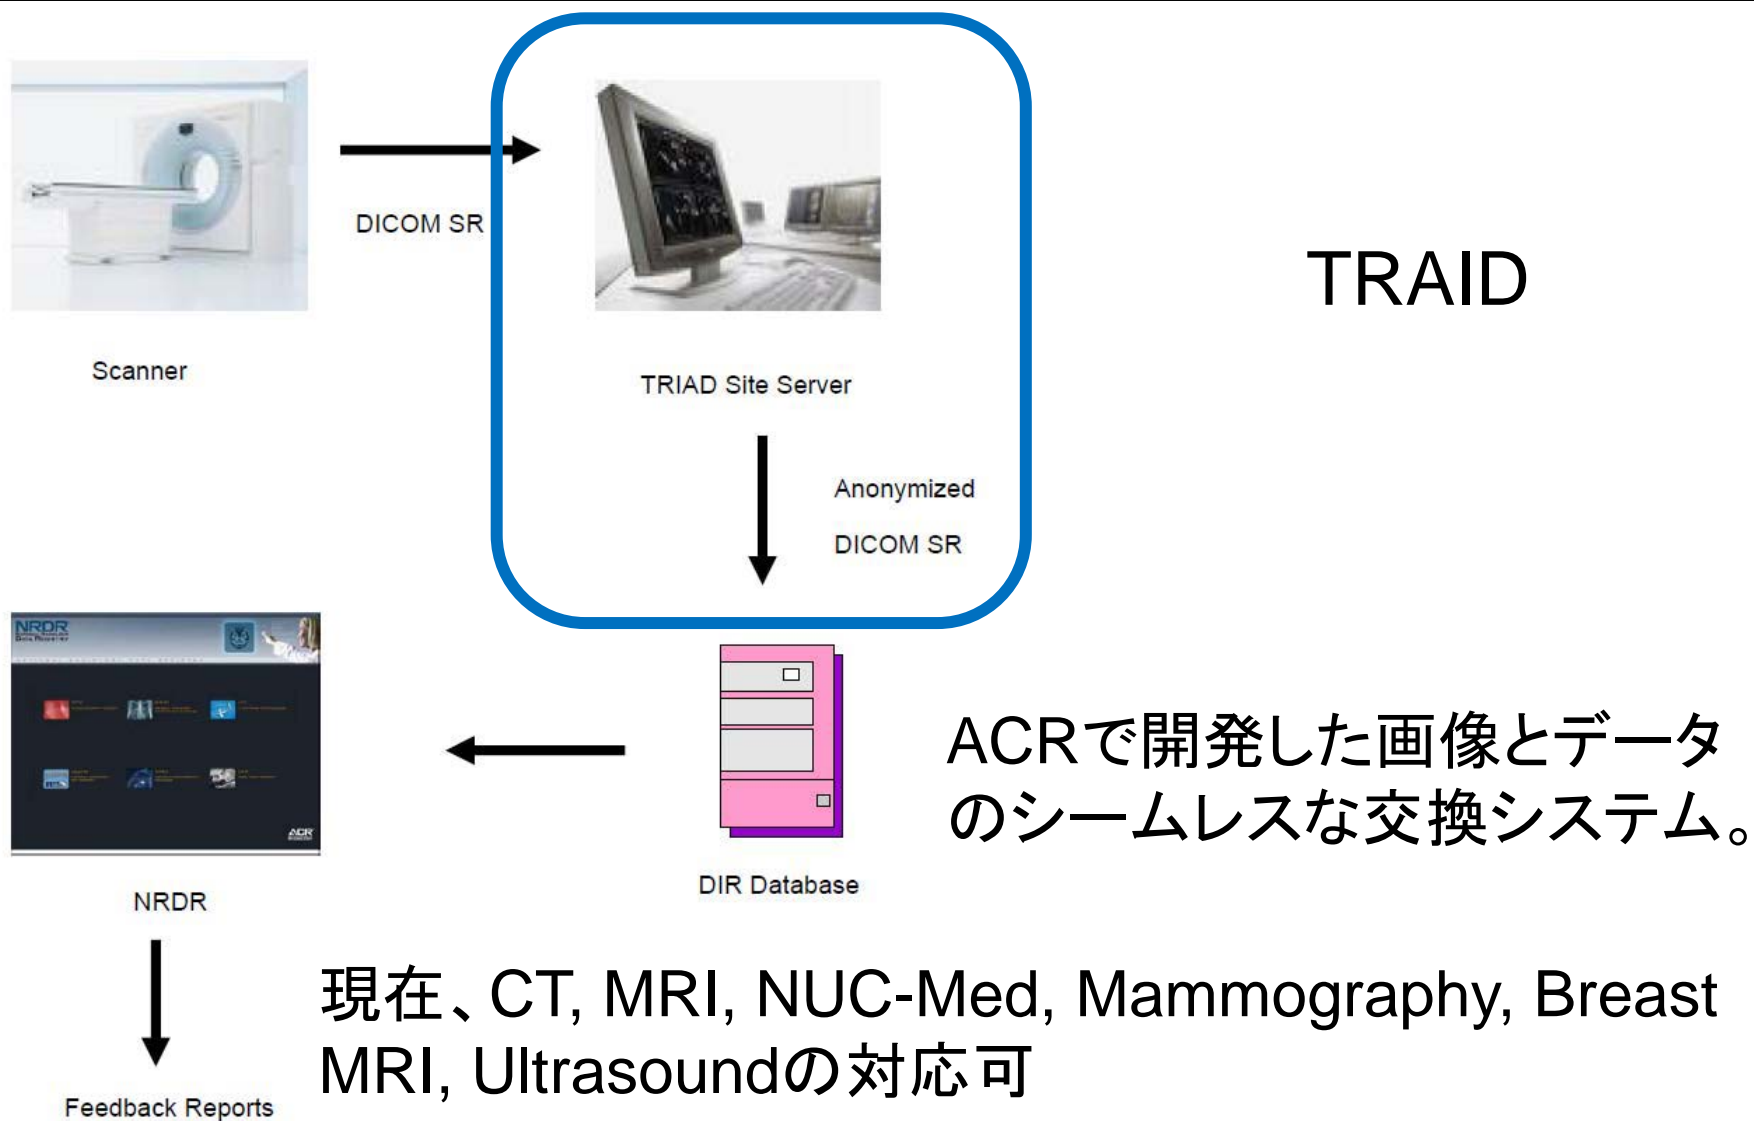 DICOM SR
TRAID
Scanner
TRIAD Site Server
Anonymized
DICOM SR
NRDR
ACR
ACRで開発した画像とデータ
のシームレスな交換システム。
DIR Database
NRDR
現在、CT, MRI, NUC-Med, Mammography, Breast
MRI, Ultrasoundの対応可
Feedback Reports